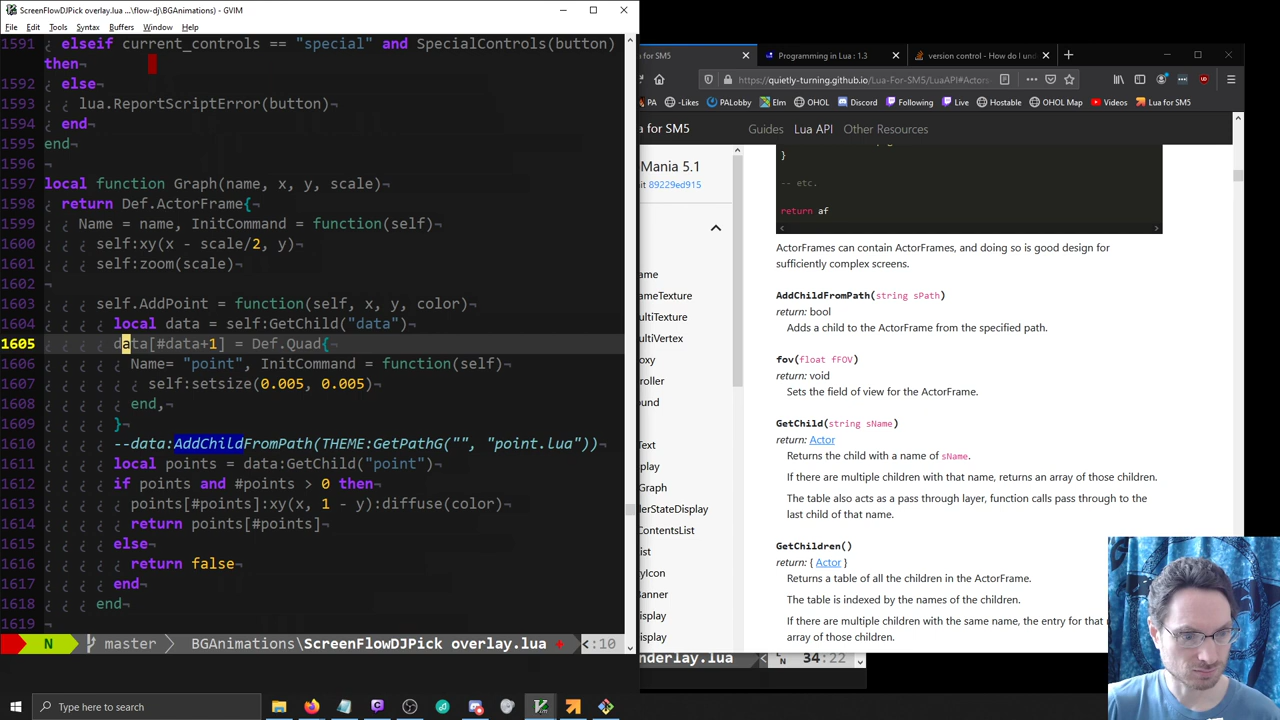 ScreenFlowDJPick overlay.lua ...\flow-dj\BGAnimations) - GVIM
File Edit Tools Syntax Buffers Window Help
1591 elseif current_controls == "special" and SpecialControls(button)
then
1592 else
1593 lua.ReportScriptError(button)
1594 end
1595 end
1596
1597 local function Graph(name, x, y, scale)
1598 return Def.ActorFrame{
1599 Name = name, InitCommand = function(self)
1600 self:xy(x - scale/2, y)
1601 self:zoom(scale)
1602
1603 self.AddPoint = function(self, x, y, color)
1604 local data = self:GetChild("data")
1605 data[#data+1] = Def.Quad{
1606 Name= "point", InitCommand = function(self)
1607 self:setsize(0.005, 0.005)
1608 end,
1609 }
1610 --data:AddChildFromPath(THEME:GetPathG("", "point.lua"))
1611 local points = data:GetChild("point")
1612 if points and #points > 0 then
1613 points[#points]:xy(x, 1 - y):diffuse(color)
1614 return points[#points]
1615 else
1616 return false
1617 end
1618 end
1619
N master BGAnimations\ScreenFlowDJPick overlay.lua + <:10
for SM5 Programming in Lua : 1.3 version control - How do I un
https://quietly-turning.github.io/Lua-For-SM5/LuaAPI#Actors
PA -Likes PALobby Elm OHOL Discord Following Live Hostable OHOL Map Videos Lua for SM5
a for SM5 Guides Lua API Other Resources
Mania 5.1
it 89229ed915
ame
ameTexture
ultiTexture
ultiVertex
oxy
roller
ound
Text
splay
Graph
derStateDisplay
ContentsList
ist
yIcon
Banner
isplay
isplay
}
-- etc.
return af
ActorFrames can contain ActorFrames, and doing so is good design for
sufficiently complex screens.
AddChildFromPath(string sPath)
return: bool
Adds a child to the ActorFrame from the specified path.
fov(float fFOV)
return: void
Sets the field of view for the ActorFrame.
GetChild(string sName)
return: Actor
Returns the child with a name of sName.
If there are multiple children with that name, returns an array of those children.
The table also acts as a pass through layer, function calls pass through to the
last child of that name.
GetChildren()
return: { Actor }
Returns a table of all the children in the ActorFrame.
The table is indexed by the names of the children.
If there are multiple children with the same name, the entry for that
array of those children.
nderlay.lua 34:22
Type here to search